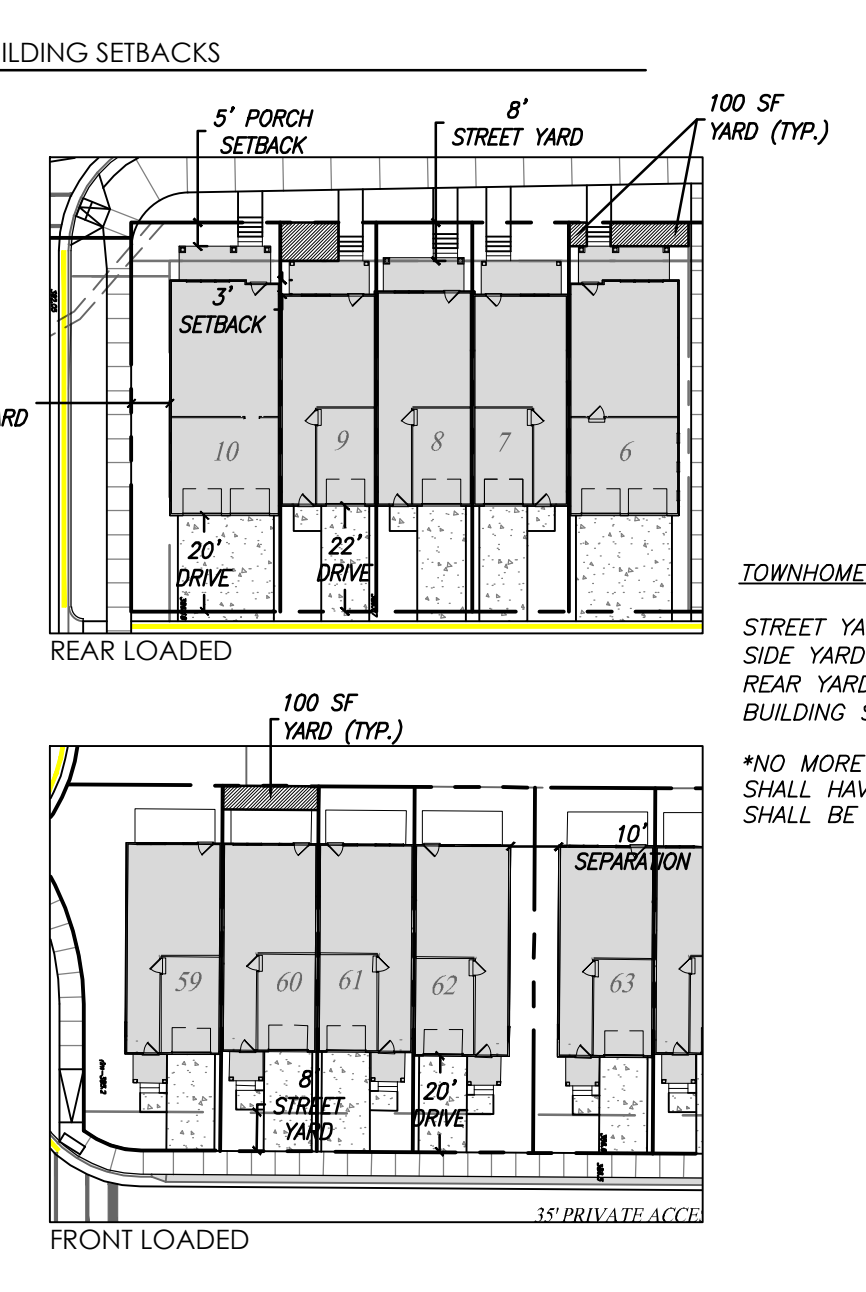 ILDING SETBACKS
5' PORCH
SETBACK
8'
STREET YARD
100 SF
YARD (TYP.)
3'
SETBACK
RD
10
9
8
7
6
20'
DRIVE
22'
DRIVE
REAR LOADED
TOWNHOME
STREET YA
SIDE YARD
REAR YARD
BUILDING S
*NO MORE
SHALL HAV
SHALL BE
100 SF
YARD (TYP.)
10'
SEPARATION
59
60
61
62
63
8'
STREET
YARD
20'
DRIVE
35' PRIVATE ACCE
FRONT LOADED